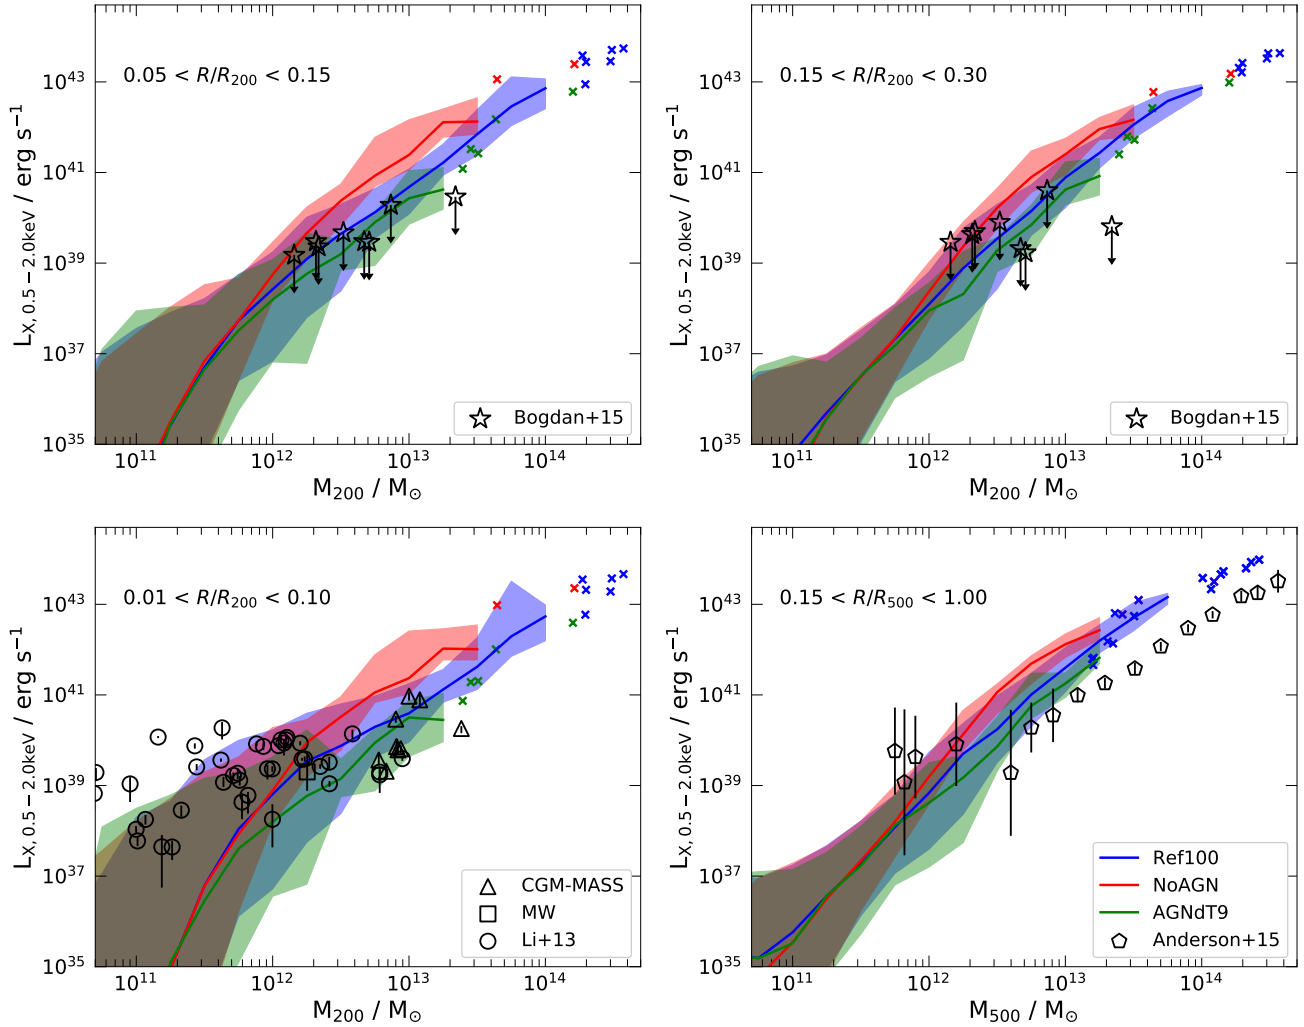 0.05 < R/R200 < 0.15
10^43
10^41
10^39
10^37
10^35
L_X, 0.5−2.0keV / erg s^−1
Bogdan+15
10^11 10^12 10^13 10^14
M200 / M⊙
0.15 < R/R200 < 0.30
10^43
10^41
10^39
10^37
10^35
L_X, 0.5−2.0keV / erg s^−1
Bogdan+15
10^11 10^12 10^13 10^14
M200 / M⊙
0.01 < R/R200 < 0.10
10^43
10^41
10^39
10^37
10^35
L_X, 0.5−2.0keV / erg s^−1
CGM-MASS
MW
Li+13
10^11 10^12 10^13 10^14
M200 / M⊙
0.15 < R/R500 < 1.00
10^43
10^41
10^39
10^37
10^35
L_X, 0.5−2.0keV / erg s^−1
Ref100
NoAGN
AGNdT9
Anderson+15
10^11 10^12 10^13 10^14
M500 / M⊙